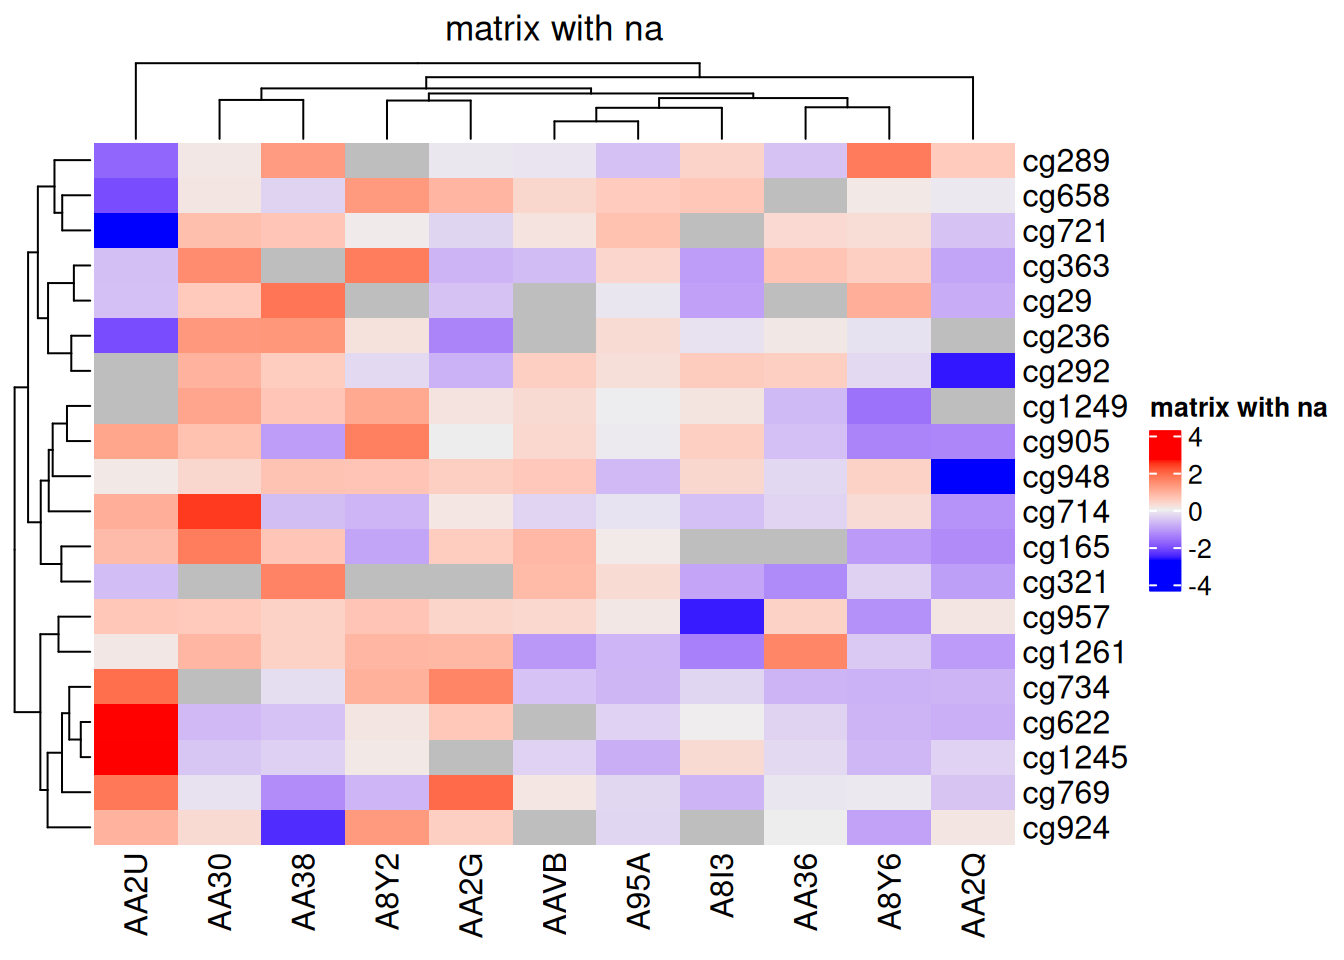 matrix with na
cg289
cg658
cg721
cg363
cg29
cg236
cg292
cg1249
cg905
cg948
cg714
cg165
cg321
cg957
cg1261
cg734
cg622
cg1245
cg769
cg924
matrix with na
4
2
0
-2
-4
AA2U
AA30
AA38
A8Y2
AA2G
AAVB
A95A
A8I3
AA36
A8Y6
AA2Q